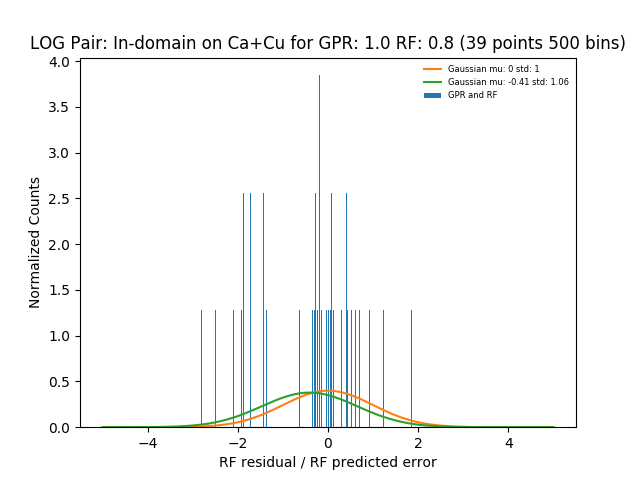 LOG Pair: In-domain on Ca+Cu for GPR: 1.0 RF: 0.8 (39 points 500 bins)
Gaussian mu: 0 std: 1
Gaussian mu: -0.41 std: 1.06
GPR and RF
4.0
3.5
3.0
2.5
2.0
1.5
1.0
0.5
0.0
Normalized Counts
−4 −2 0 2 4
RF residual / RF predicted error